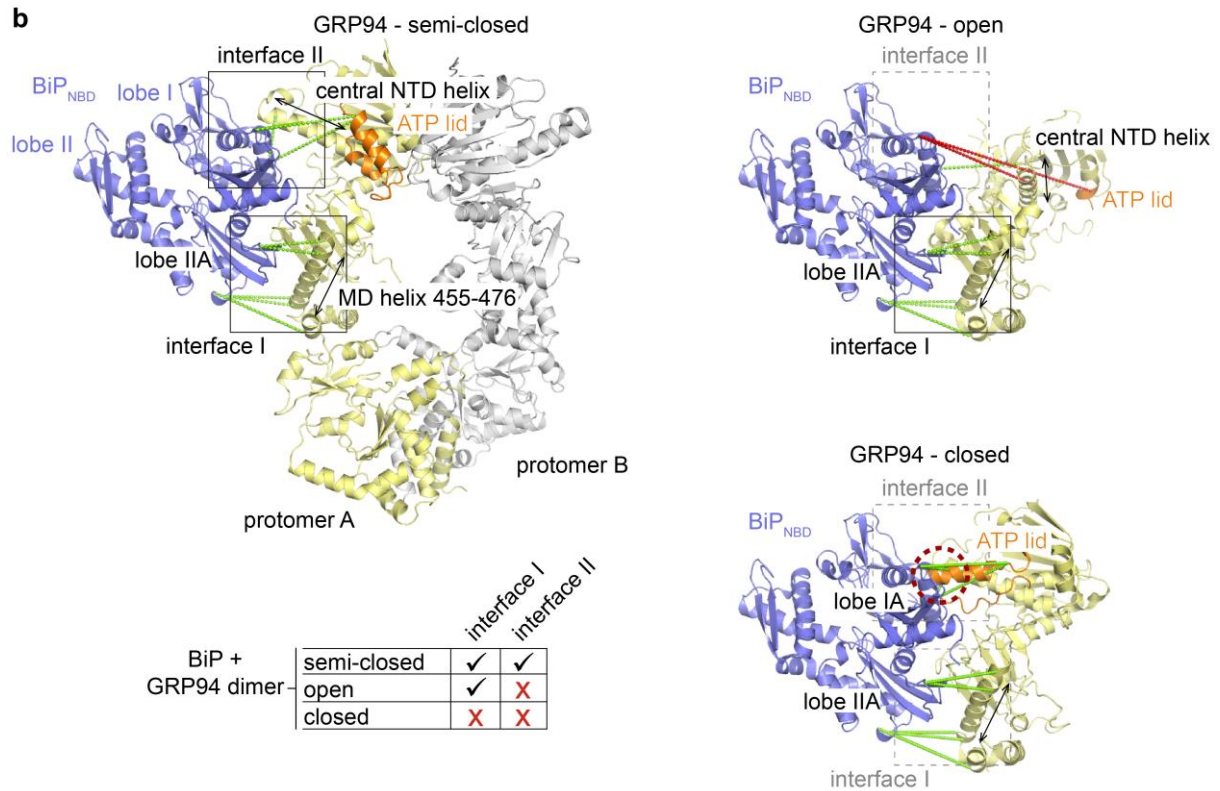 b
GRP94 - semi-closed
interface II
BiPNBD
lobe I
central NTD helix
ATP lid
lobe II
lobe IIA
MD helix 455-476
interface I
protomer B
protomer A
GRP94 - open
interface II
BiPNBD
central NTD helix
ATP lid
lobe IIA
interface I
GRP94 - closed
interface II
BiPNBD
ATP lid
lobe IA
lobe IIA
interface I
interface I
interface II
BiP +
GRP94 dimer
semi-closed ✓ ✓
open ✓ X
closed X X